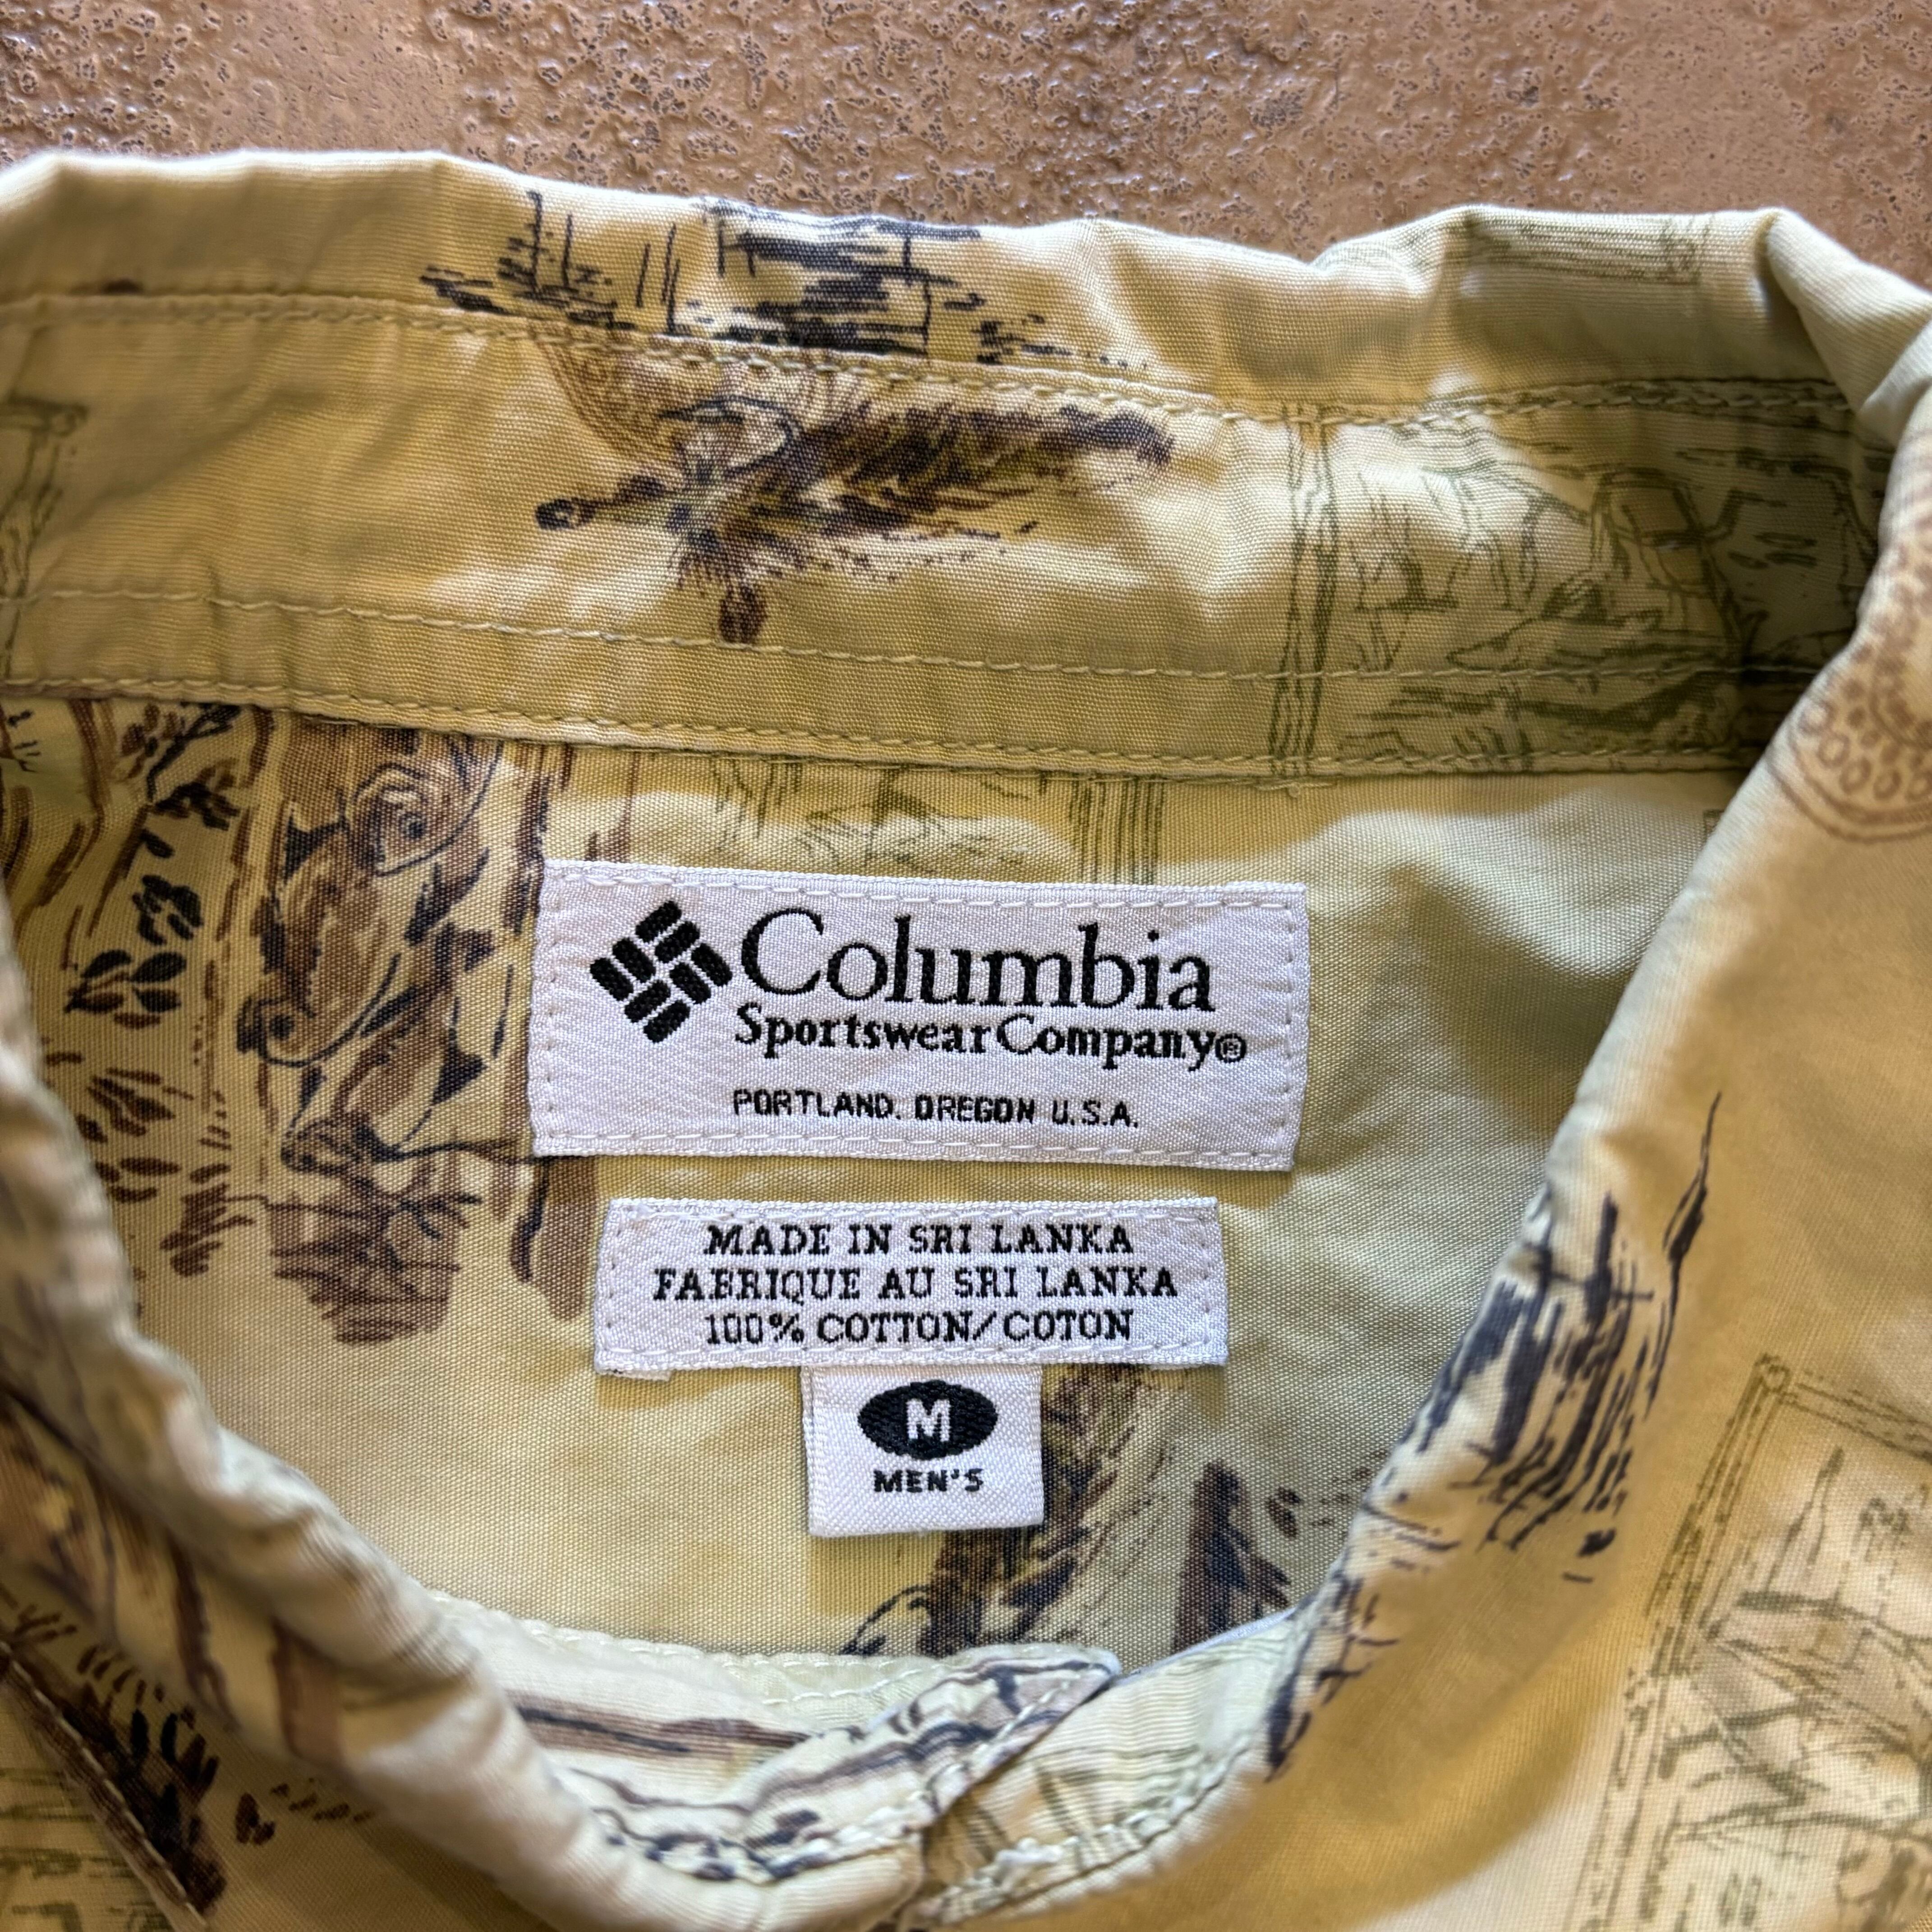 Columbia
Sportswear Company®
PORTLAND. OREGON U.S.A.
MADE IN SRI LANKA
FABRIQUE AU SRI LANKA
100% COTTON/COTON
M
MEN'S